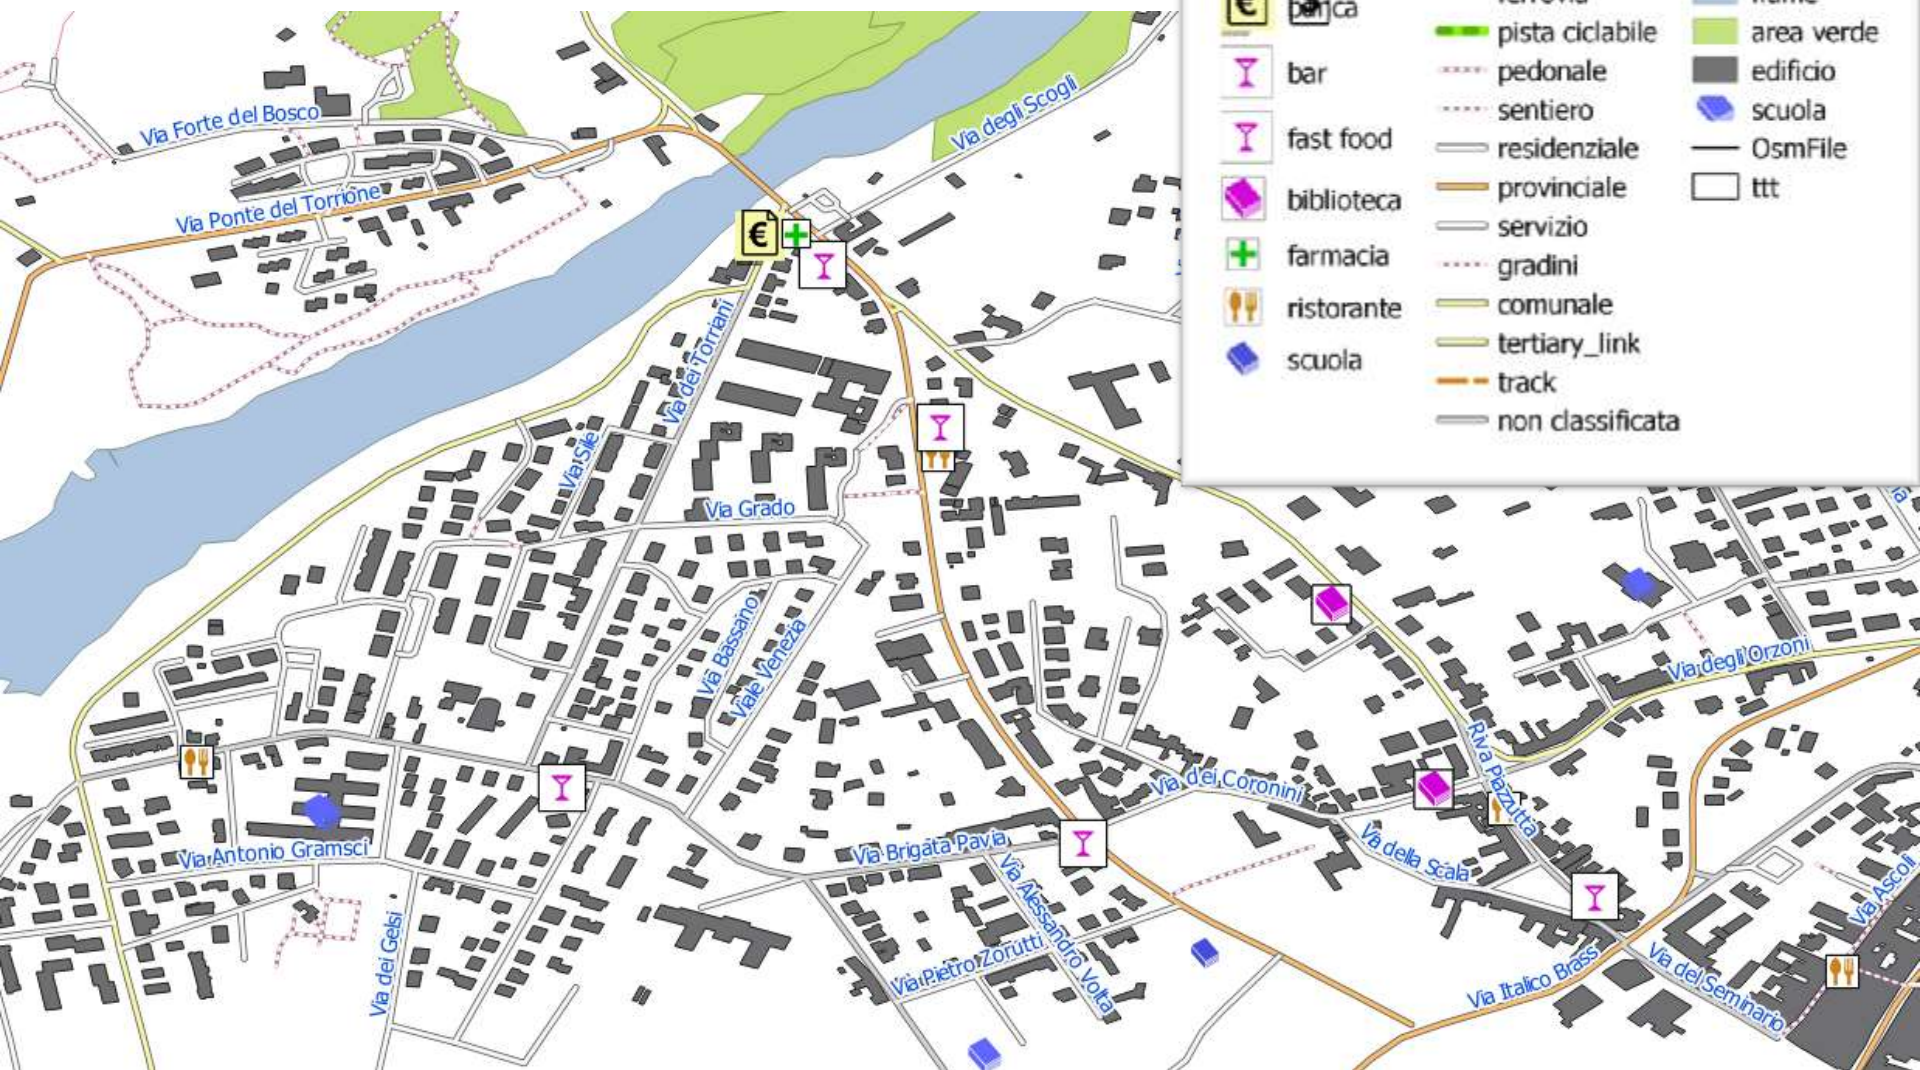 banca
bar
fast food
biblioteca
farmacia
ristorante
scuola
ferrovia
pista ciclabile
pedonale
sentiero
residenziale
provinciale
servizio
gradini
comunale
tertiary_link
track
non classificata
fiume
area verde
edificio
scuola
OsmFile
ttt
Via Forte del Bosco
Via Ponte del Torrione
Via degli Scogli
Via dei Torriani
Via Sile
Via Grado
Via Bassano
Viale Venezia
Via degli Orzoni
Riva Piazzutta
Via dei Coronini
Via della Scala
Via Brigata Pavia
Via Antonio Gramsci
Via Alessandro Volta
Via Pietro Zorutti
Via dei Gelsi
Via Italico Brass
Via del Seminario
Via Ascoli